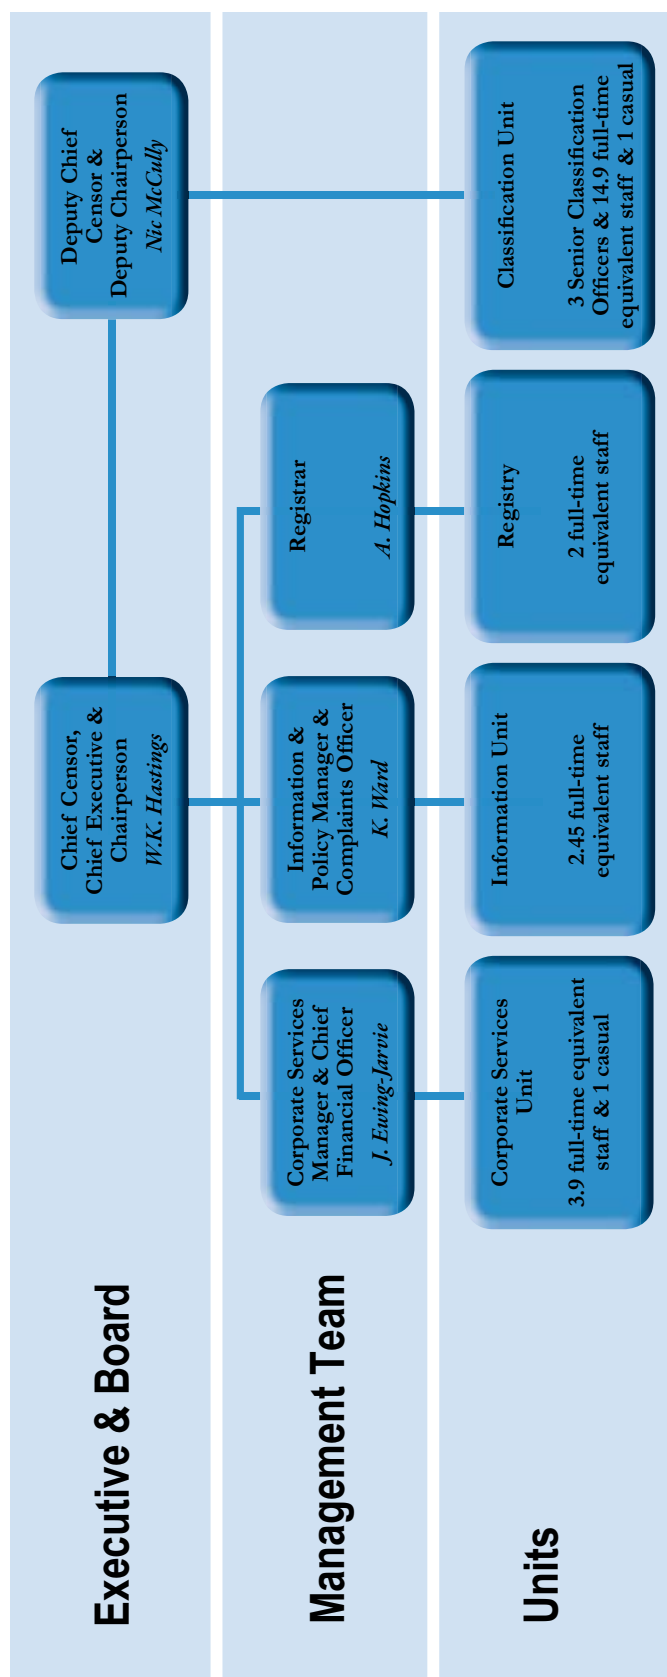 Executive & Board
Chief Censor,
Chief Executive &
Chairperson
W.K. Hastings
Deputy Chief
Censor &
Deputy Chairperson
Nic McCully
Management Team
Corporate Services
Manager & Chief
Financial Officer
J. Ewing-Jarvie
Information &
Policy Manager &
Complaints Officer
K. Ward
Registrar
A. Hopkins
Units
Corporate Services
Unit
3.9 full-time equivalent
staff & 1 casual
Information Unit
2.45 full-time
equivalent staff
Registry
2 full-time
equivalent staff
Classification Unit
3 Senior Classification
Officers & 14.9 full-time
equivalent staff & 1 casual